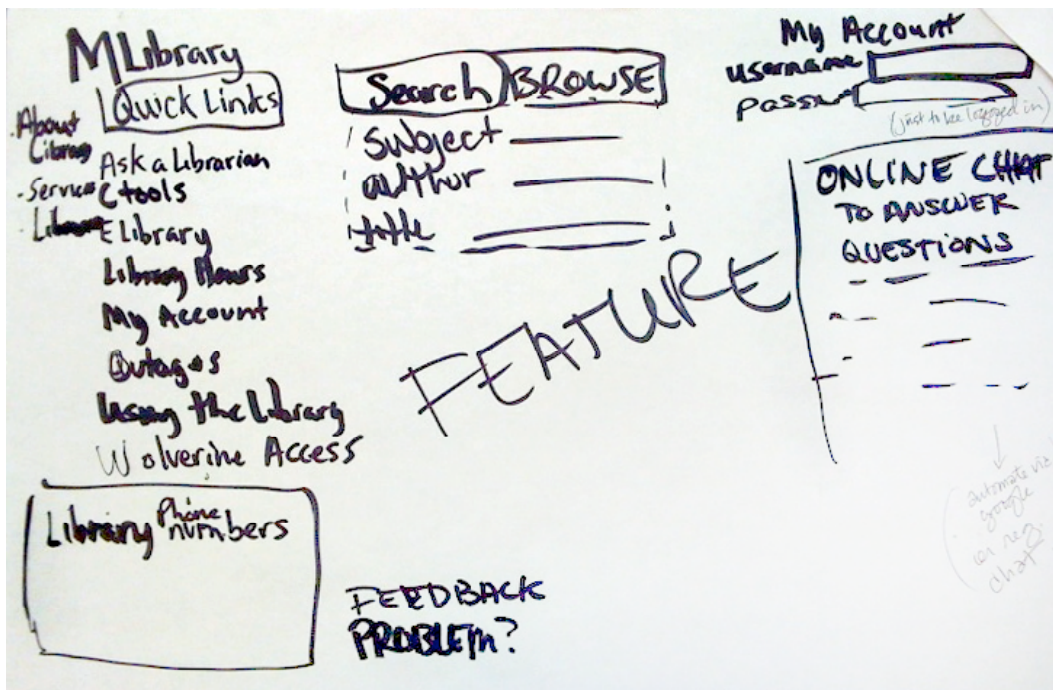 MLibrary
Quick Links
About
Library
Services
Ask a Librarian
Ctools
E Library
Library Hours
My Account
Outages
Using the Library
Wolverine Access
Library Phone numbers
Search BROWSE
subject
author
title
FEATURE
FEEDBACK
PROBLEM?
My Account
username
(just to be logged in)
ONLINE CHAT
TO ANSWER
QUESTIONS
automate via
google
or reg.
chat